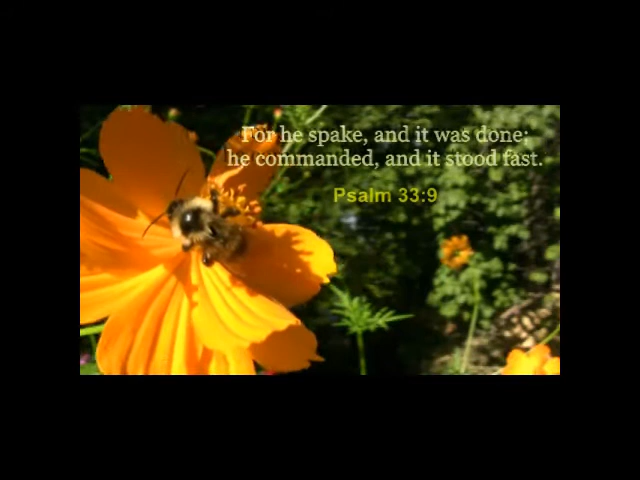 For he spake, and it was done;
he commanded, and it stood fast.
Psalm 33:9